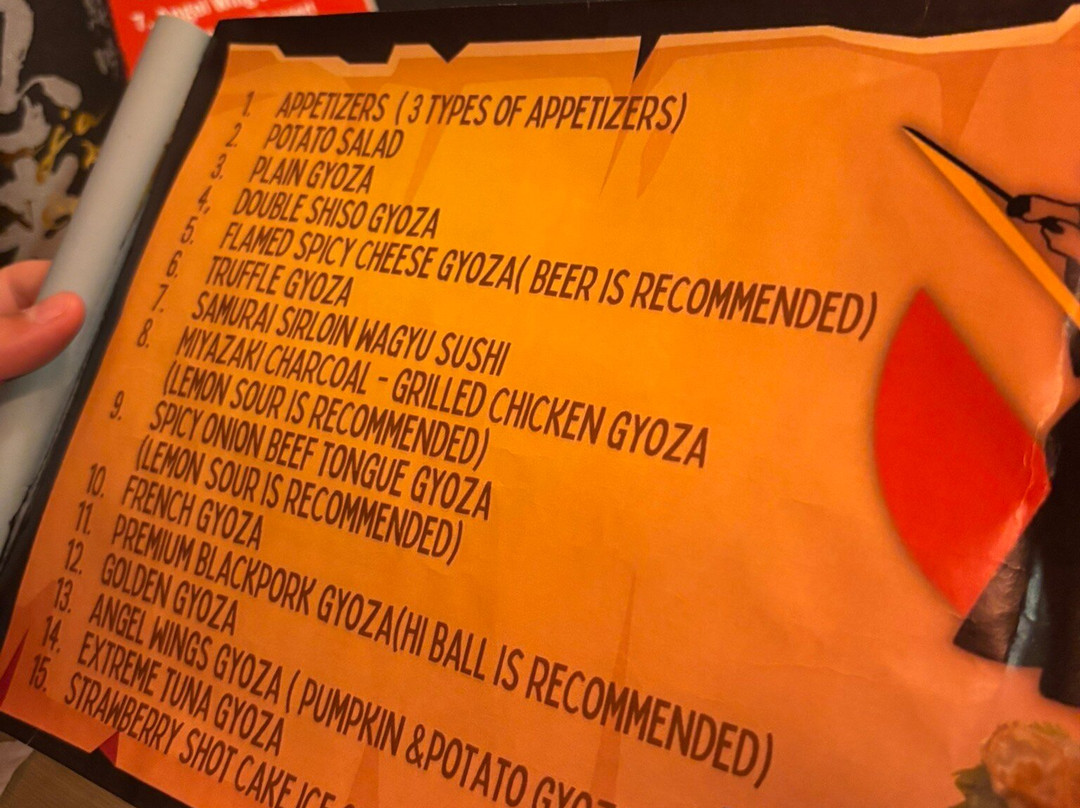 1. APPETIZERS ( 3 TYPES OF APPETIZERS)
2. POTATO SALAD
3. PLAIN GYOZA
4. DOUBLE SHISO GYOZA
5. FLAMED SPICY CHEESE GYOZA( BEER IS RECOMMENDED)
6. TRUFFLE GYOZA
7. SAMURAI SIRLOIN WAGYU SUSHI
8. MIYAZAKI CHARCOAL - GRILLED CHICKEN GYOZA
(LEMON SOUR IS RECOMMENDED)
9. SPICY ONION BEEF TONGUE GYOZA
(LEMON SOUR IS RECOMMENDED)
10. FRENCH GYOZA
11. PREMIUM BLACKPORK GYOZA(HI BALL IS RECOMMENDED)
12. GOLDEN GYOZA
13. ANGEL WINGS GYOZA ( PUMPKIN &POTATO
14. EXTREME TUNA GYOZA
15. STRAWBERRY SHOT CAKE ICE